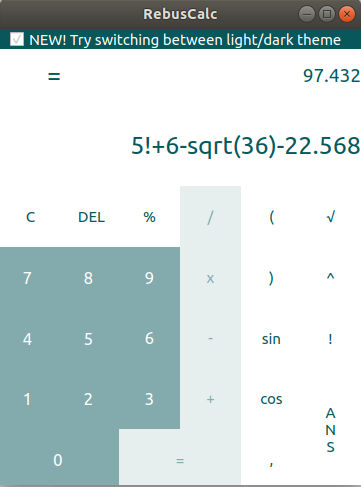 RebusCalc
NEW! Try switching between light/dark theme
= 97.432
5!+6-sqrt(36)-22.568
C DEL % / ( √
7 8 9 x ) ^
4 5 6 - sin !
1 2 3 + cos ANS
0 = ,